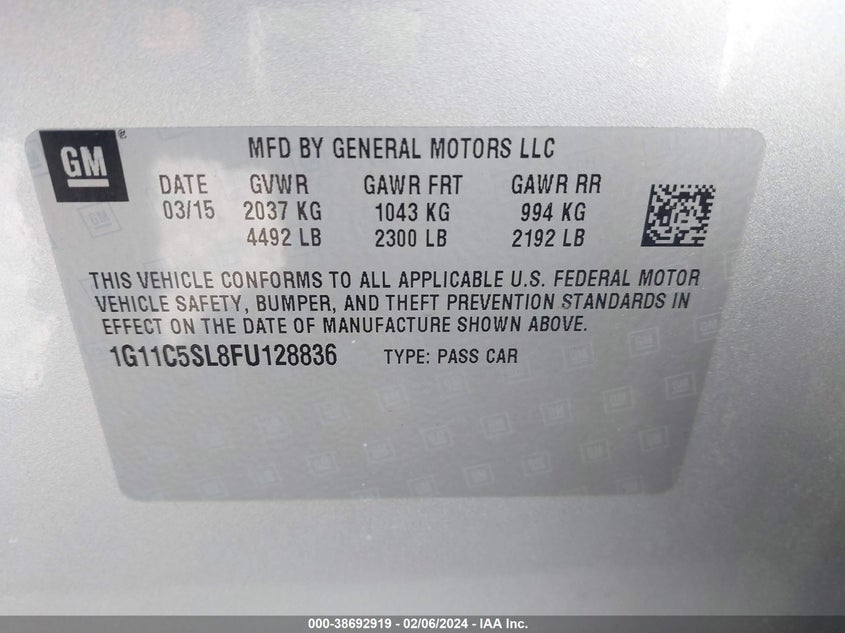 GM®
MFD BY GENERAL MOTORS LLC
DATE GVWR GAWR FRT GAWR RR
03/15 2037 KG 1043 KG 994 KG
4492 LB 2300 LB 2192 LB
THIS VEHICLE CONFORMS TO ALL APPLICABLE U.S. FEDERAL MOTOR
VEHICLE SAFETY, BUMPER, AND THEFT PREVENTION STANDARDS IN
EFFECT ON THE DATE OF MANUFACTURE SHOWN ABOVE.
1G11C5SL8FU128836 TYPE: PASS CAR
000-38692919 - 02/06/2024 - IAA Inc.